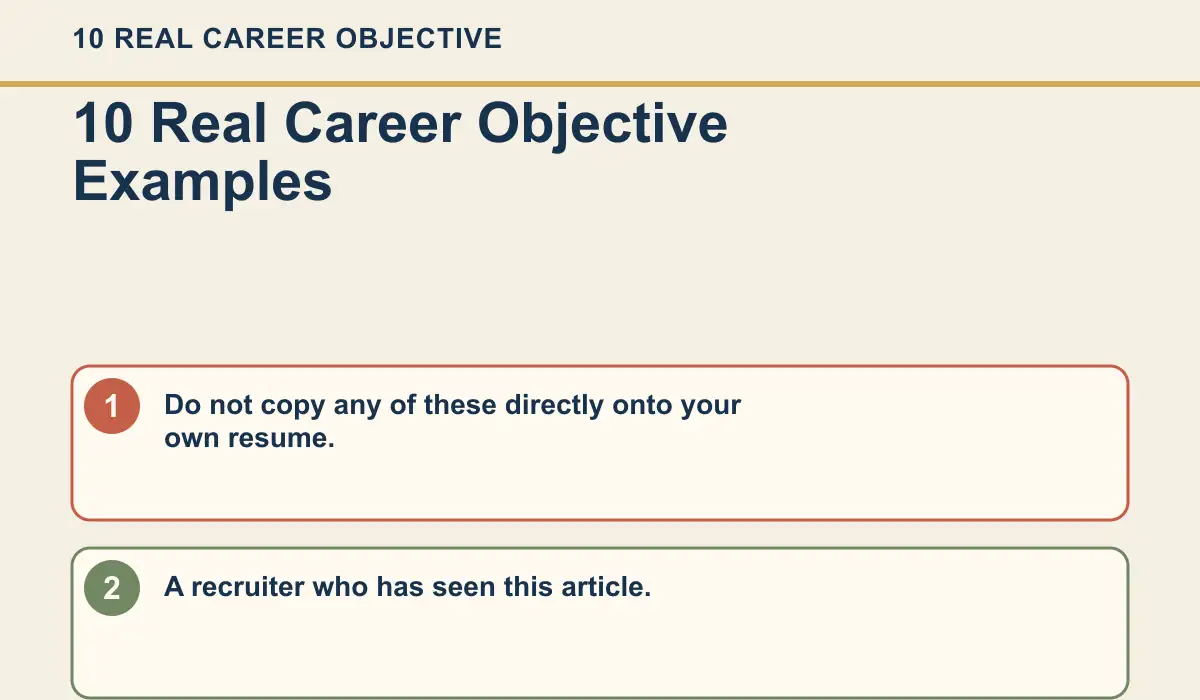 10 REAL CAREER OBJECTIVE
10 Real Career Objective
Examples
1
Do not copy any of these directly onto your
own resume.
2
A recruiter who has seen this article.